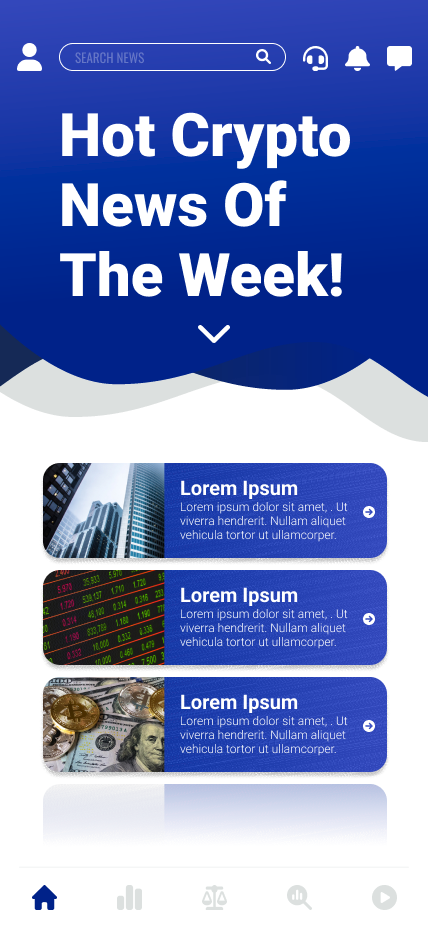 SEARCH NEWS
Hot Crypto
News Of
The Week!
Lorem Ipsum
Lorem ipsum dolor sit amet, . Ut
viverra hendrerit. Nullam aliquet
vehicula tortor ut ullamcorper.
Lorem Ipsum
Lorem ipsum dolor sit amet, . Ut
viverra hendrerit. Nullam aliquet
vehicula tortor ut ullamcorper.
Lorem Ipsum
Lorem ipsum dolor sit amet, . Ut
viverra hendrerit. Nullam aliquet
vehicula tortor ut ullamcorper.